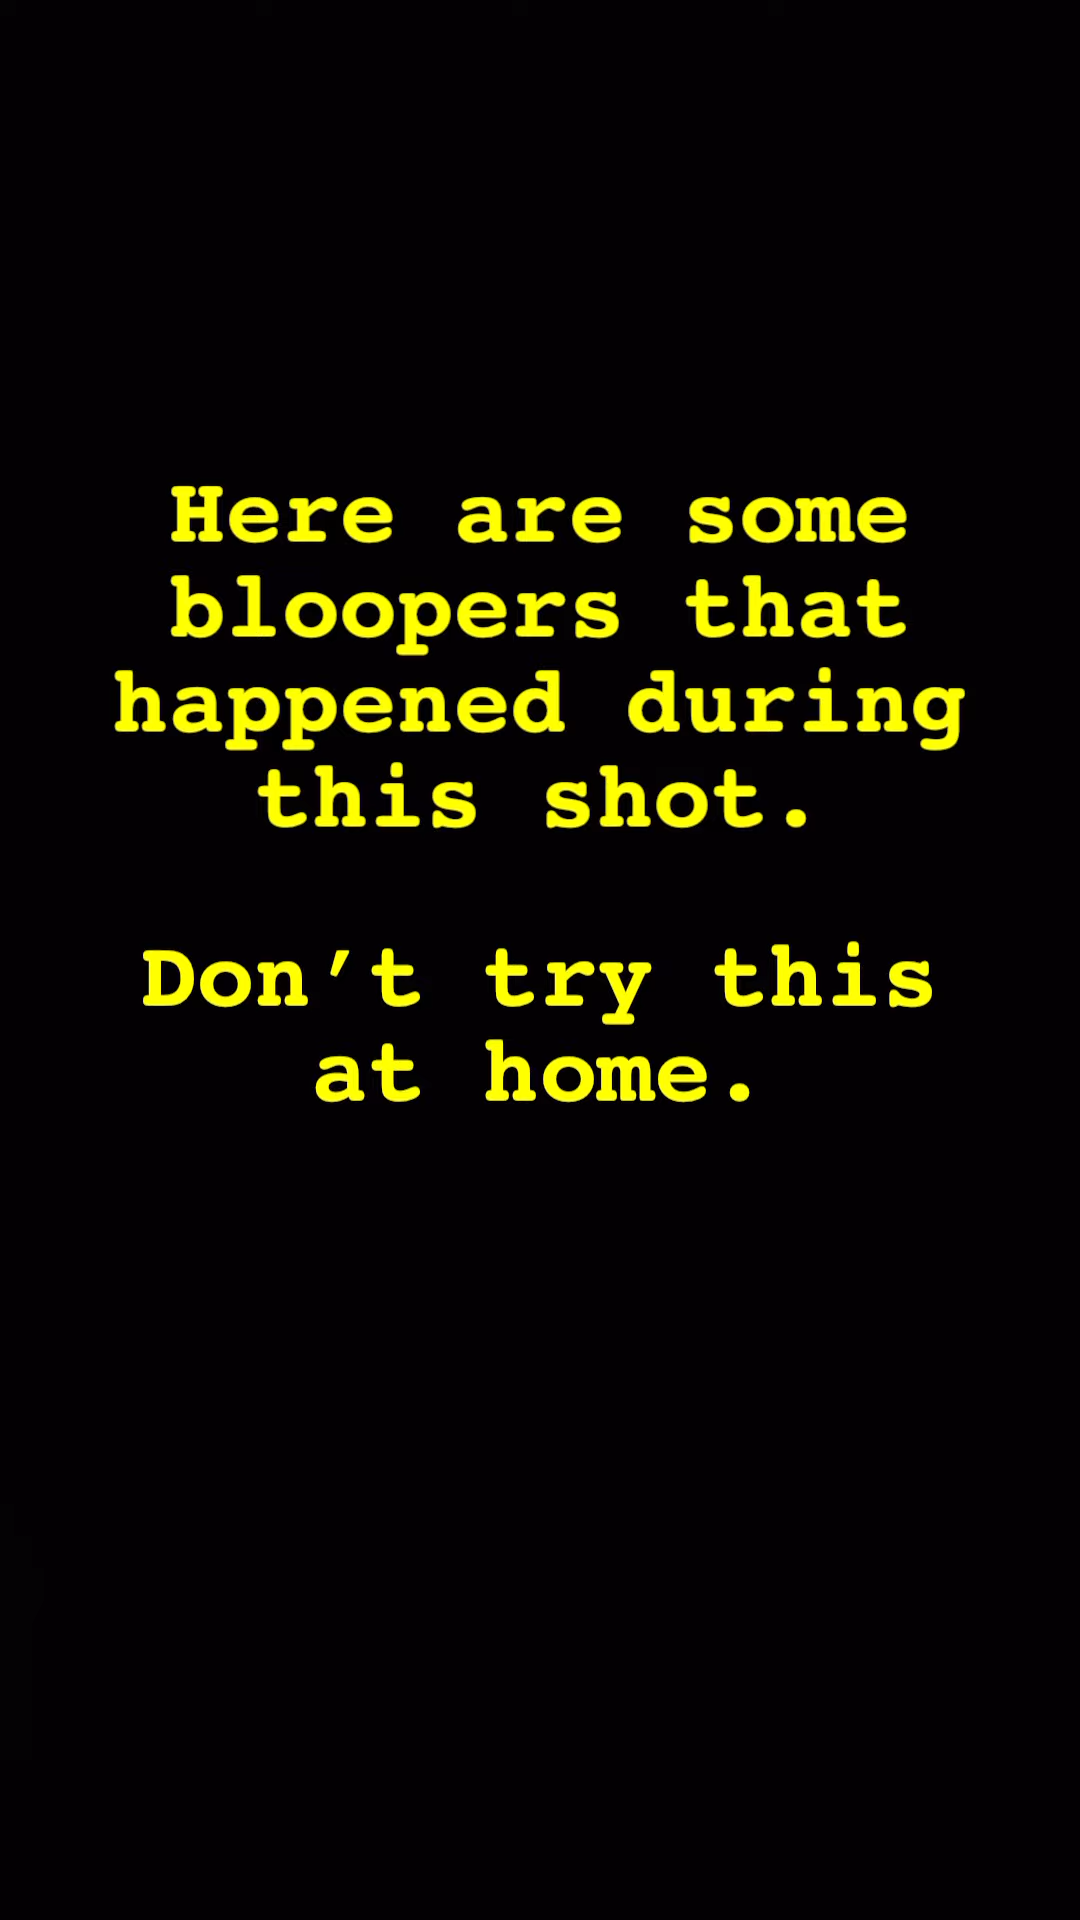 Here are some
bloopers that
happened during
this shot.
Don’t try this
at home.